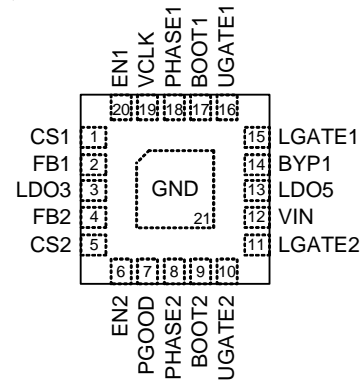 EN1
VCLK
PHASE1
BOOT1
UGATE1
20 19 18 17 16
CS1 1 15 LGATE1
FB1 2 14 BYP1
LDO3 3 GND 13 LDO5
FB2 4 12 VIN
21
CS2 5 11 LGATE2
6 7 8 9 10
EN2
PGOOD
PHASE2
BOOT2
UGATE2